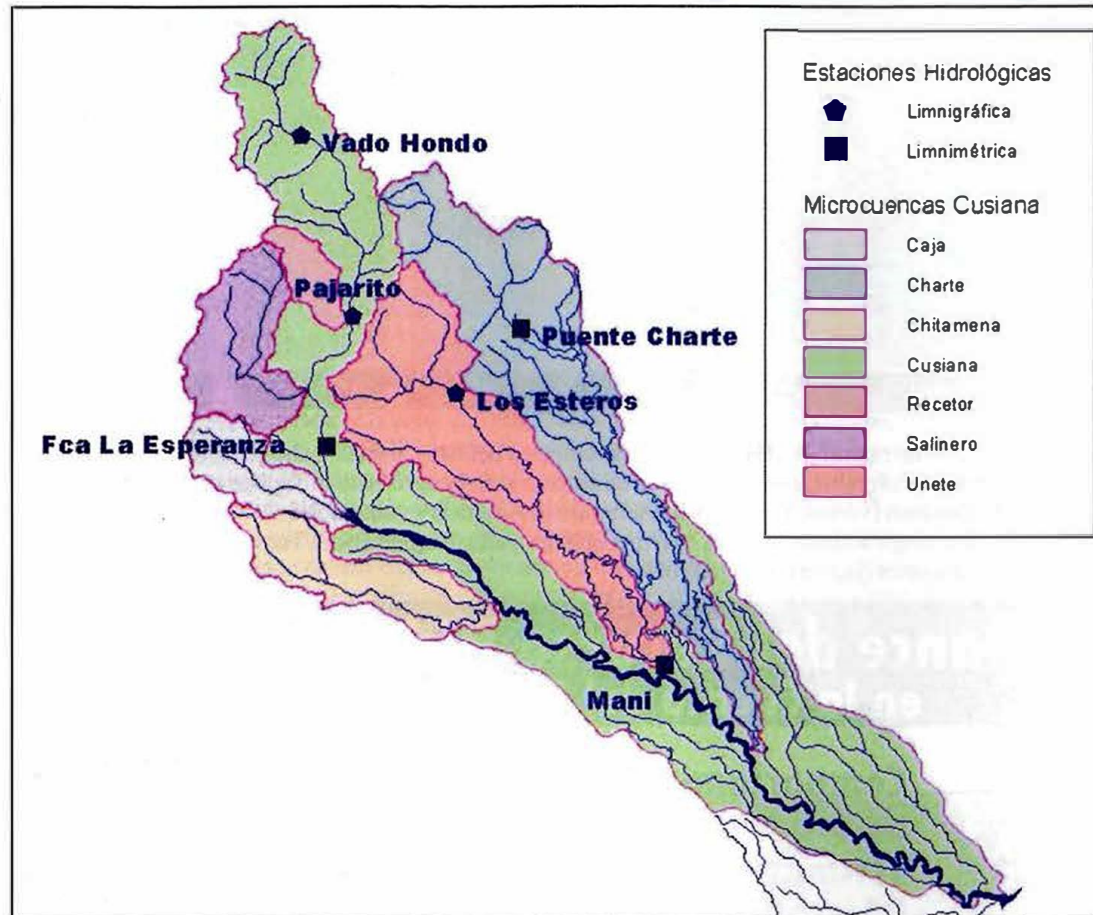 Estaciones Hidrológicas
Limnigráfica
Limnimétrica
Microcuencas Cusiana
Caja
Charte
Chitamena
Cusiana
Recetor
Salinero
Unete
Vado Hondo
Pajarito
Puente Charte
Los Esteros
Fca La Esperanza
Mani